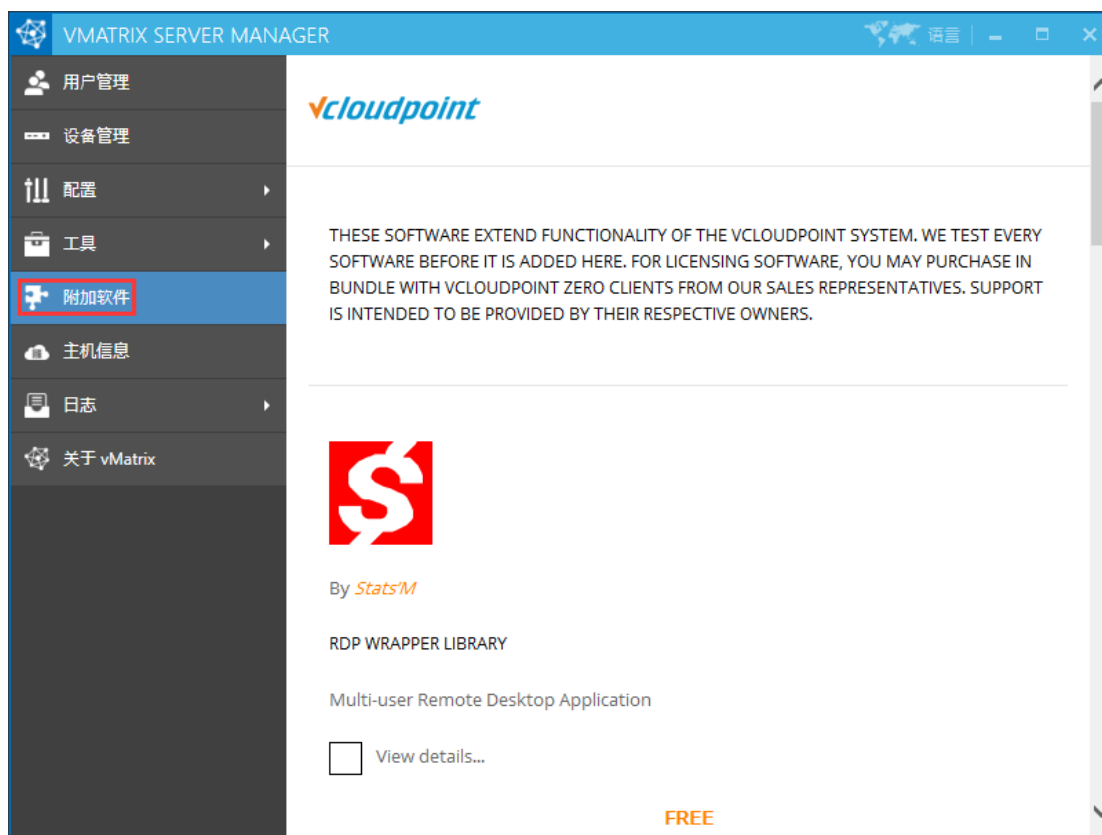 VMATRIX SERVER MANAGER
语言
用户管理
设备管理
配置
工具
附加软件
主机信息
日志
关于 vMatrix
vcloudpoint
THESE SOFTWARE EXTEND FUNCTIONALITY OF THE VCLOUDPOINT SYSTEM. WE TEST EVERY
SOFTWARE BEFORE IT IS ADDED HERE. FOR LICENSING SOFTWARE, YOU MAY PURCHASE IN
BUNDLE WITH VCLOUDPOINT ZERO CLIENTS FROM OUR SALES REPRESENTATIVES. SUPPORT
IS INTENDED TO BE PROVIDED BY THEIR RESPECTIVE OWNERS.
By Stats'M
RDP WRAPPER LIBRARY
Multi-user Remote Desktop Application
View details...
FREE